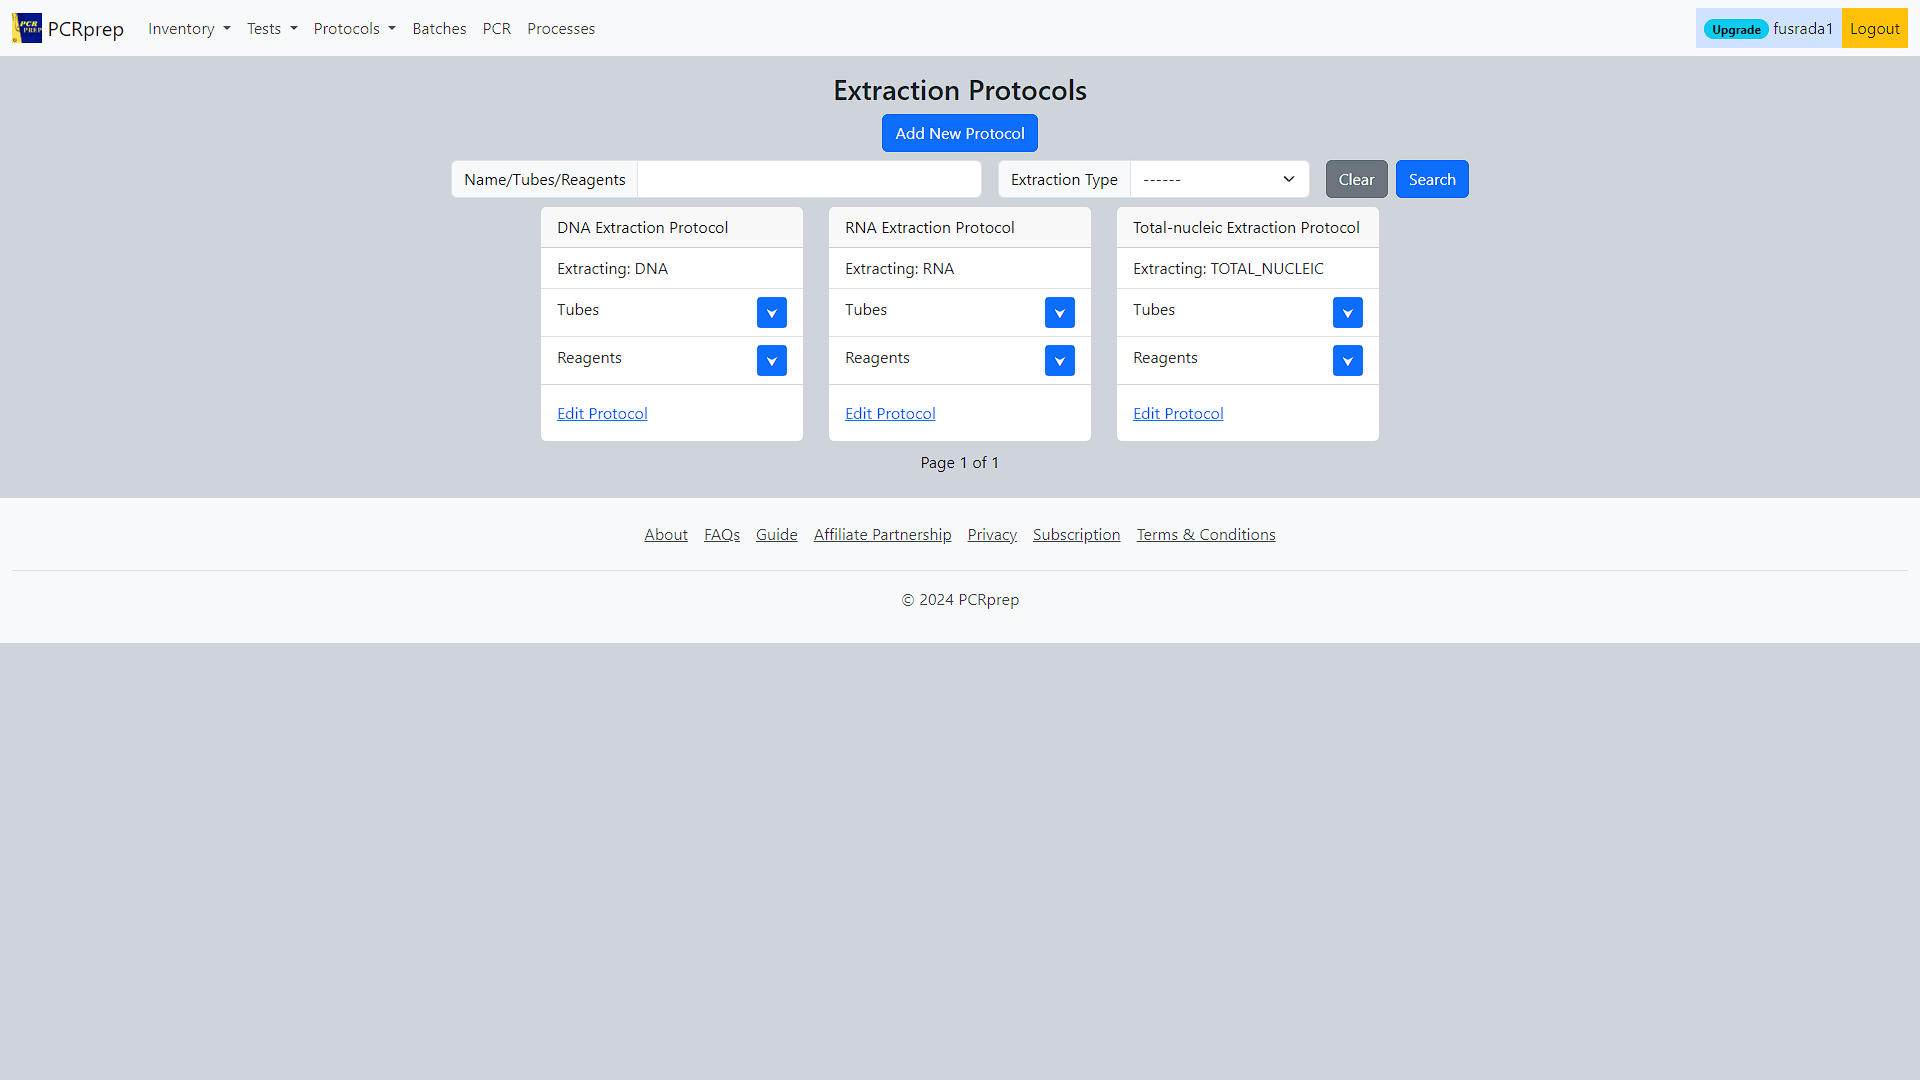 PCR PREP PCRprep Inventory Tests Protocols Batches PCR Processes Upgrade fusrada1 Logout
Extraction Protocols
Add New Protocol
Name/Tubes/Reagents Extraction Type ------ Clear Search
DNA Extraction Protocol
Extracting: DNA
Tubes
Reagents
Edit Protocol
RNA Extraction Protocol
Extracting: RNA
Tubes
Reagents
Edit Protocol
Total-nucleic Extraction Protocol
Extracting: TOTAL_NUCLEIC
Tubes
Reagents
Edit Protocol
Page 1 of 1
About FAQs Guide Affiliate Partnership Privacy Subscription Terms & Conditions
© 2024 PCRprep